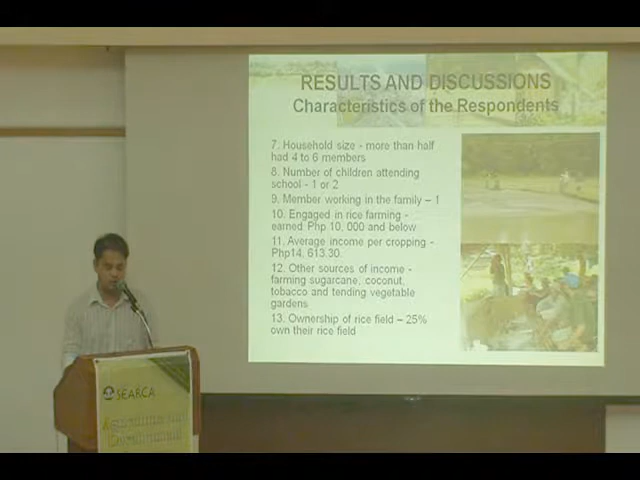 RESULTS AND DISCUSSIONS
Characteristics of the Respondents
7. Household size - more than half
had 4 to 6 members
8. Number of children attending
school - 1 or 2
9. Member working in the family – 1
10. Engaged in rice farming -
earned Php 10, 000 and below
11. Average income per cropping -
Php14, 613.30.
12. Other sources of income -
farming sugarcane, coconut,
tobacco and tending vegetable
gardens
13. Ownership of rice field – 25%
own their rice field
SEARCA